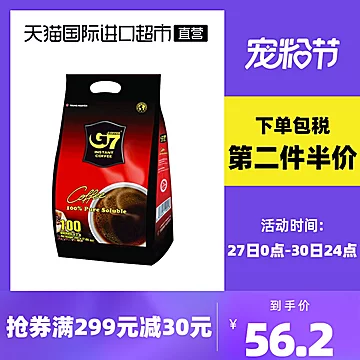 天猫国际进口超市 直营
宠粉节
下单包税
第二件半价
活动时间:
27日0点-30日24点
G7
COFFEE
INSTANT
COFFEE
Coffee
100% Pure Soluble
100
抢券满299元减30元
到手价
¥56.2